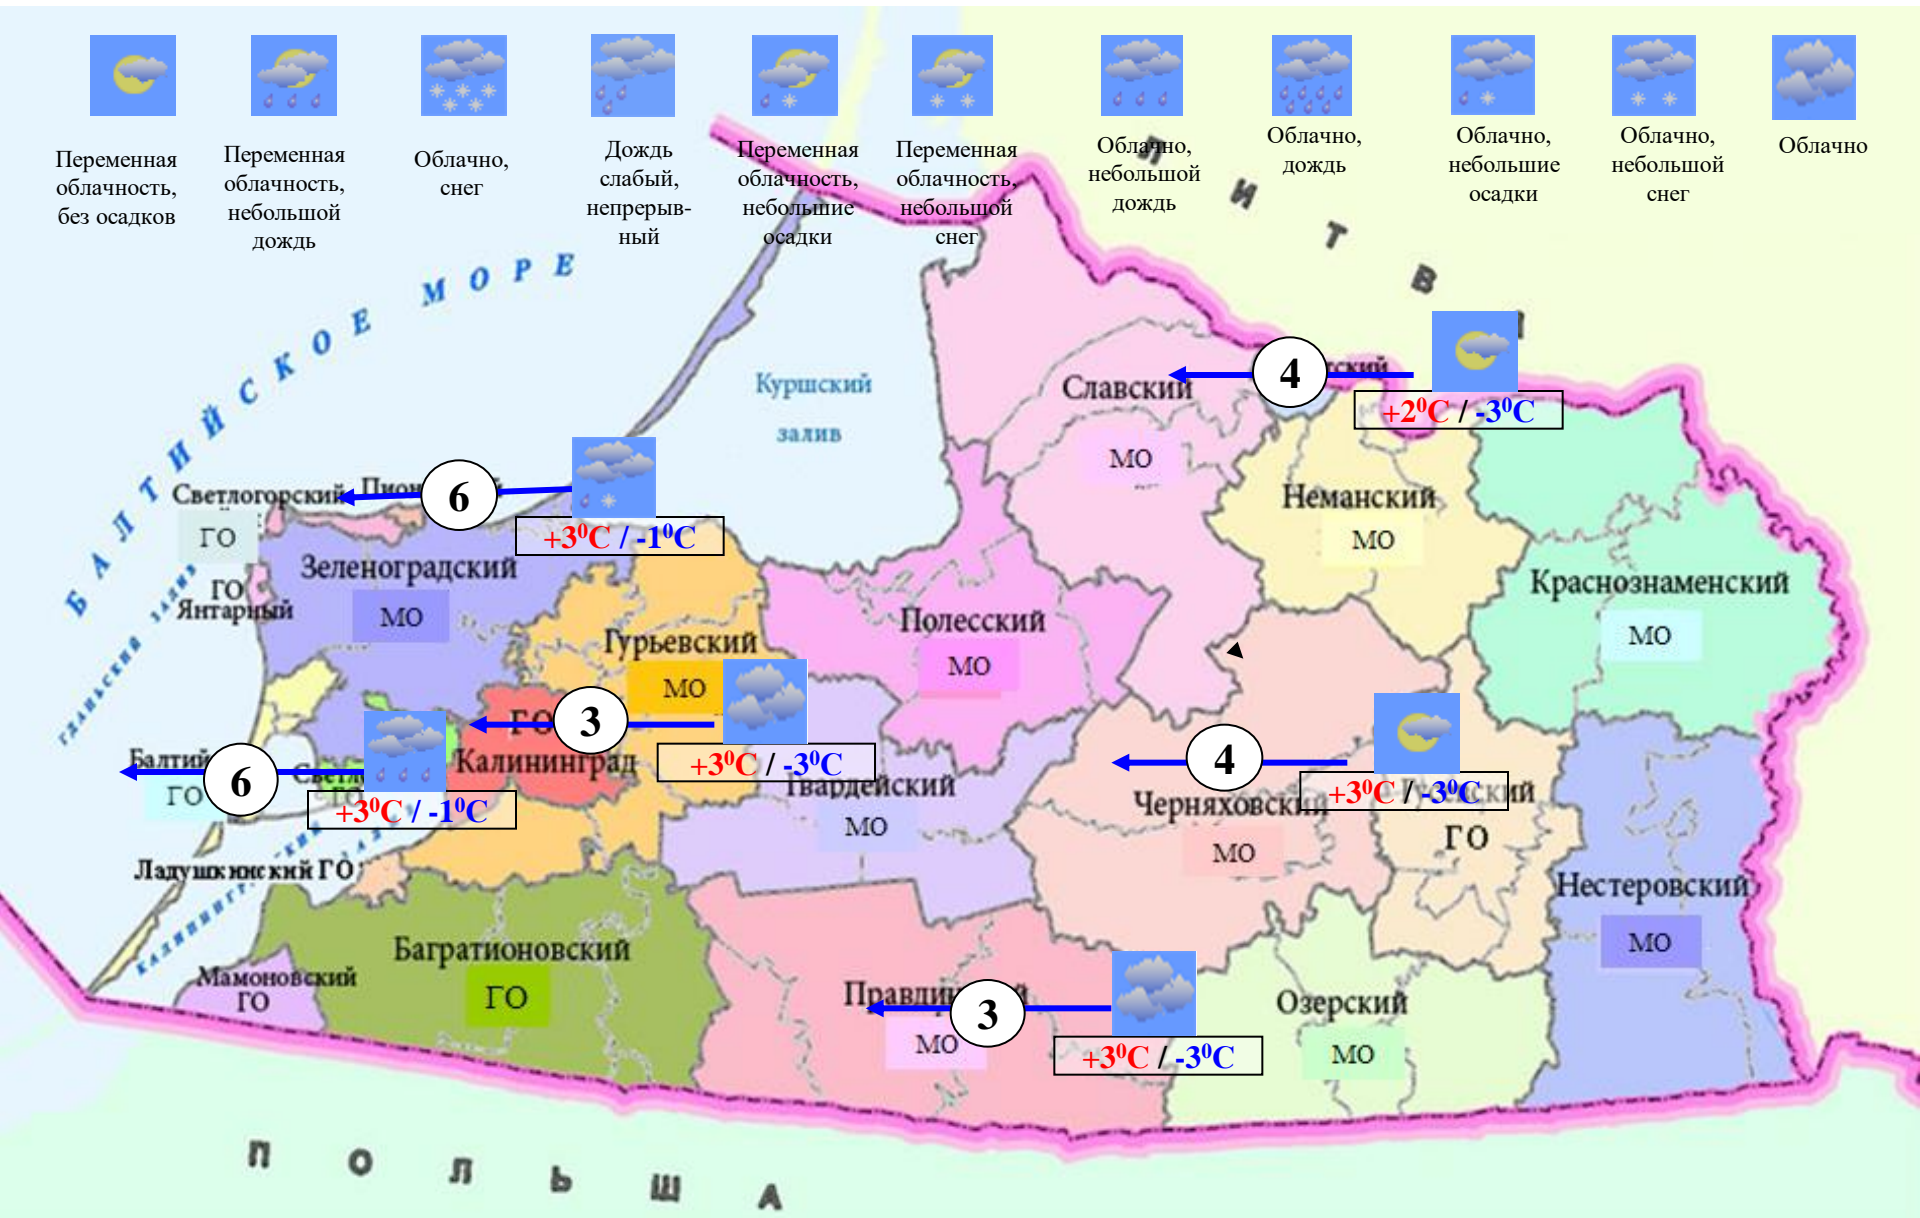 Переменная
облачность,
без осадков
Переменная
облачность,
небольшой
дождь
Облачно,
снег
Дождь
слабый,
непрерыв-
ный
Переменная
облачность,
небольшие
осадки
Переменная
облачность,
небольшой
снег
Облачно,
небольшой
дождь
Облачно,
дождь
Облачно,
небольшие
осадки
Облачно,
небольшой
снег
Облачно
БАЛТИЙСКОЕ МОРЕ
Куршский
залив
Славский
МО
4
+2⁰С / -3⁰С
Светлогорский
ГО
6
+3⁰С / -1⁰С
Неманский
МО
Зеленоградский
МО
ГО
Янтарный
ГДАНЬСКИЙ ЗАЛИВ
Гурьевский
МО
Полесский
МО
Краснознаменский
МО
ГО
Калининград
3
+3⁰С / -3⁰С
ГО
6
+3⁰С / -1⁰С
Гвардейский
МО
Черняховский
МО
4
+3⁰С / -3⁰С
ГО
Ладушкинский ГО
Нестеровский
МО
Багратионовский
ГО
Мамоновский
ГО
МО
3
+3⁰С / -3⁰С
Озерский
МО
ПОЛЬША